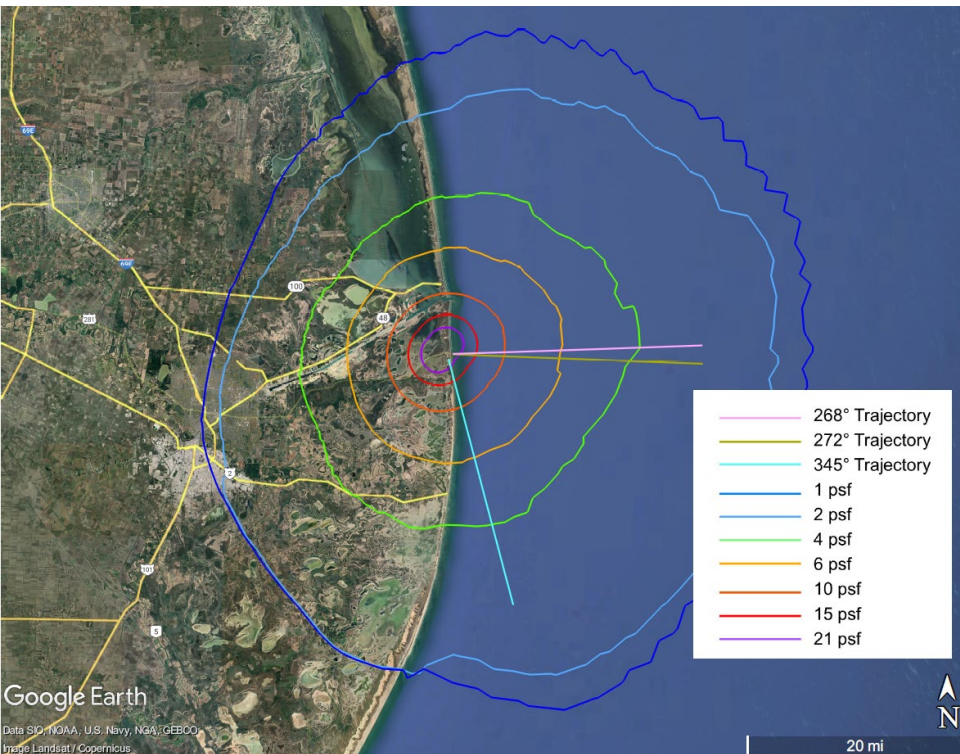 69E
69E
100
281
48
268° Trajectory
272° Trajectory
345° Trajectory
1 psf
2 psf
4 psf
6 psf
10 psf
15 psf
21 psf
2
101
5
Google Earth
Data SIO, NOAA, U.S. Navy, NGA, GEBCO
Image Landsat / Copernicus
N
20 mi